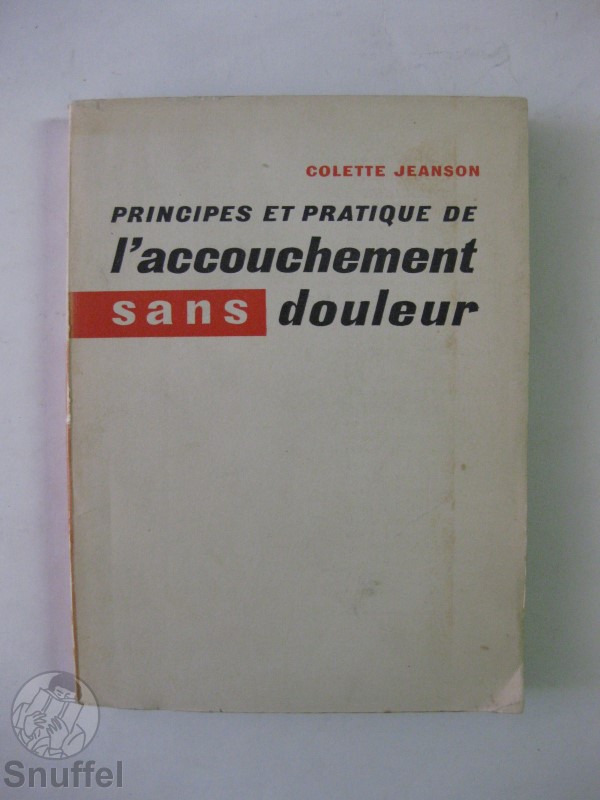 COLETTE JEANSON
PRINCIPES ET PRATIQUE DE
l'accouchement
sans douleur
Snuffel